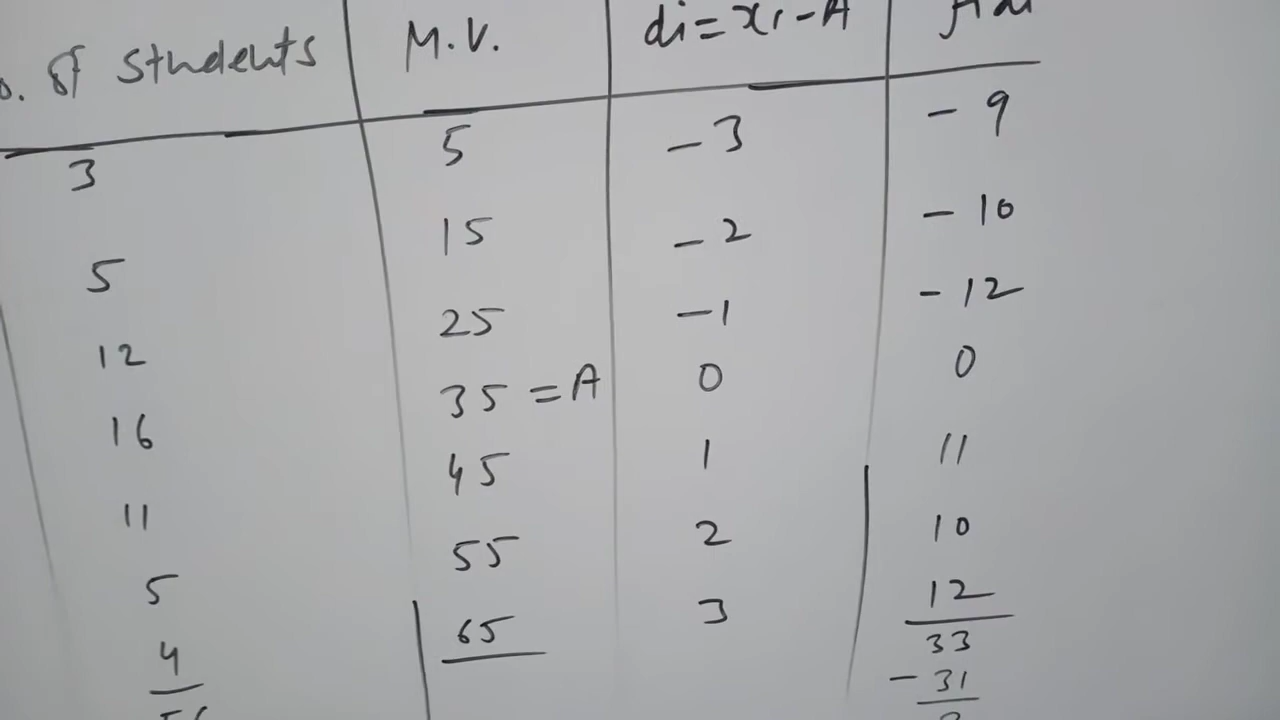 of students M.V. di = xi - A fidi
3 5 -3 -9
5 15 -2 -10
12 25 -1 -12
16 35 = A 0 0
11 45 1 11
5 55 2 10
4 65 3 12
33
- 31